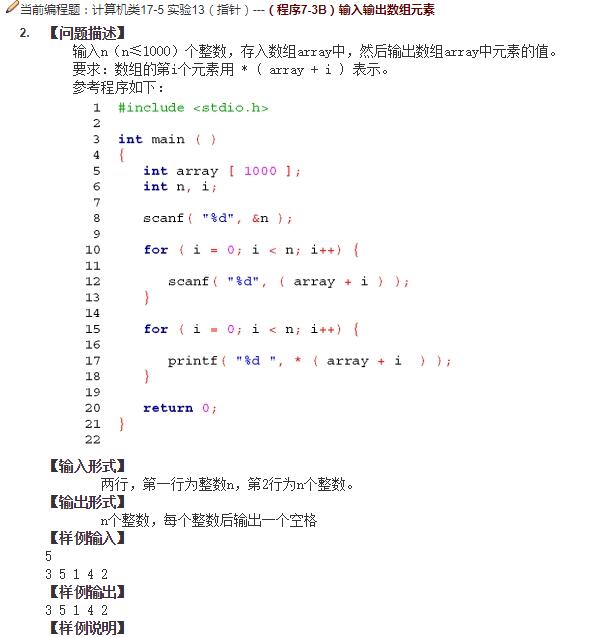 当前编程题：计算机类17-5 实验13（指针）---（程序7-3B）输入输出数组元素
2. 【问题描述】
输入n（n≤1000）个整数，存入数组array中，然后输出数组array中元素的值。
要求：数组的第i个元素用 * ( array + i ) 表示。
参考程序如下：
1 #include <stdio.h>
2
3 int main ( )
4 {
5 int array [ 1000 ];
6 int n, i;
7
8 scanf( "%d", &n );
9
10 for ( i = 0; i < n; i++) {
11
12 scanf( "%d", ( array + i ) );
13 }
14
15 for ( i = 0; i < n; i++) {
16
17 printf( "%d ", * ( array + i ) );
18 }
19
20 return 0;
21 }
22
【输入形式】
两行，第一行为整数n，第2行为n个整数。
【输出形式】
n个整数，每个整数后输出一个空格
【样例输入】
5
3 5 1 4 2
【样例输出】
3 5 1 4 2
【样例说明】